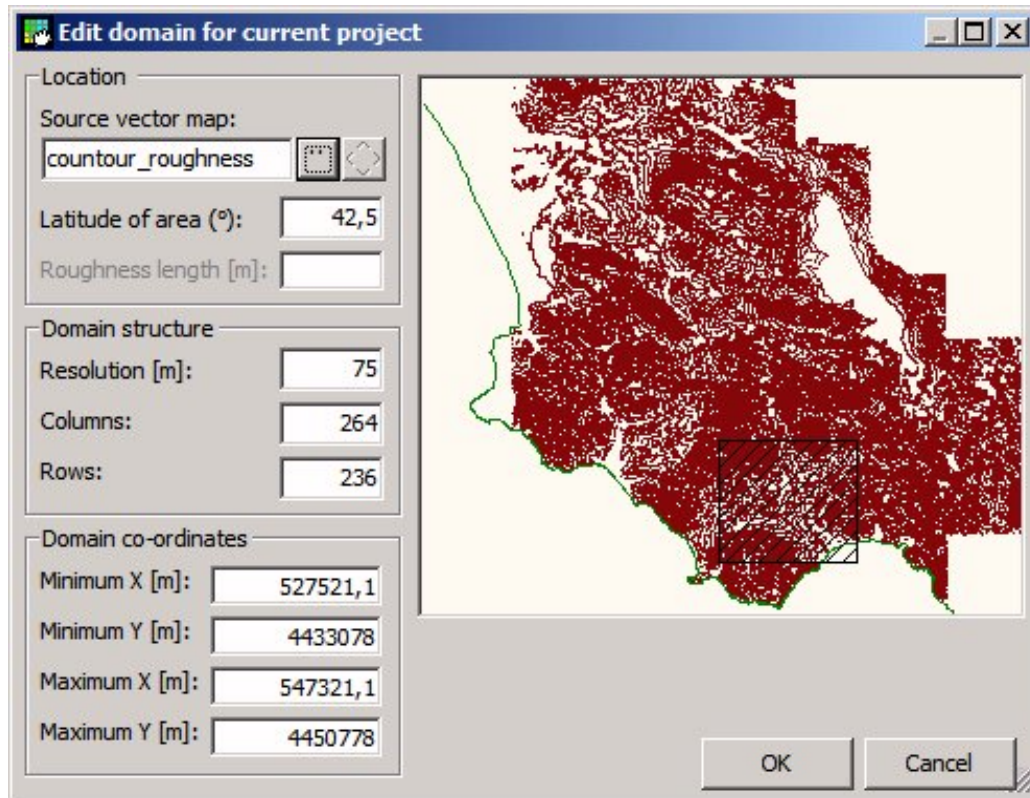 Edit domain for current project
Location
Source vector map:
countour_roughness
Latitude of area (°): 42,5
Roughness length [m]:
Domain structure
Resolution [m]: 75
Columns: 264
Rows: 236
Domain co-ordinates
Minimum X [m]: 527521,1
Minimum Y [m]: 4433078
Maximum X [m]: 547321,1
Maximum Y [m]: 4450778
OK Cancel